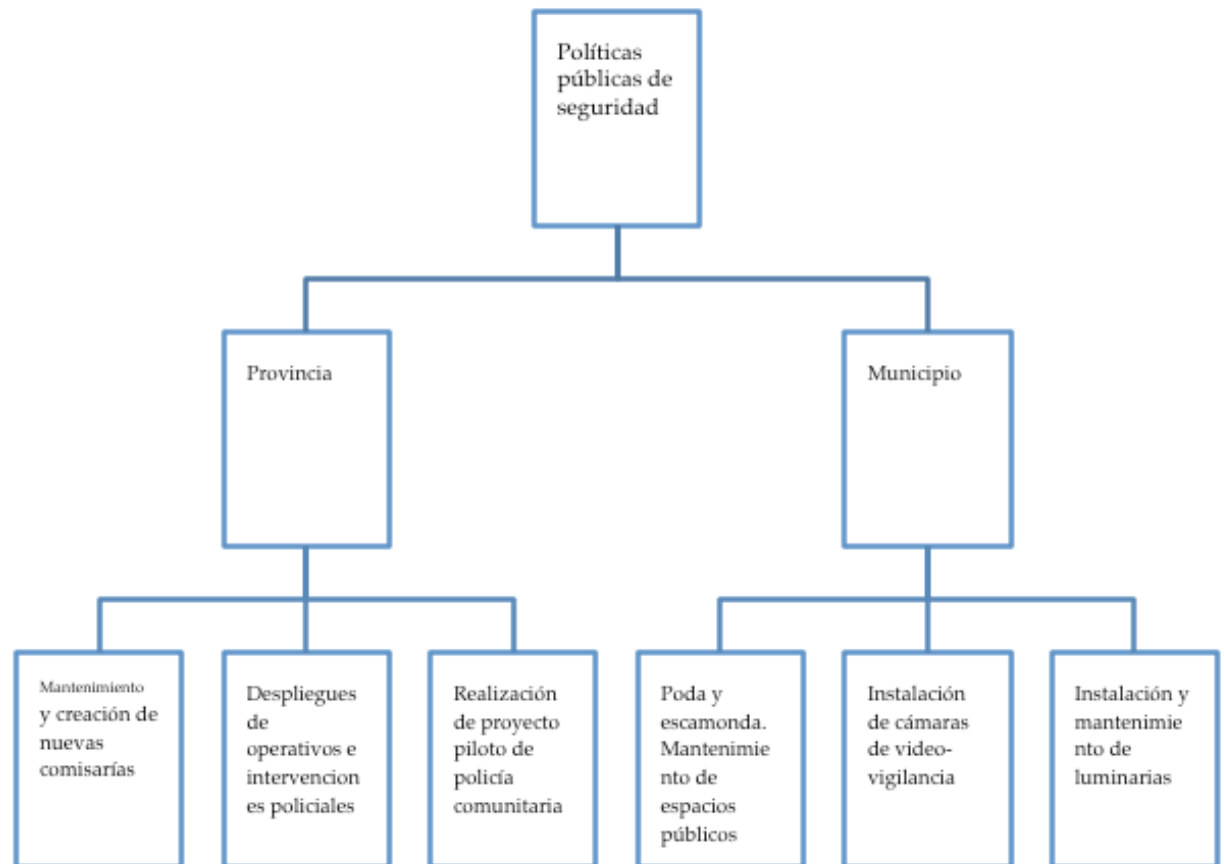 Políticas
públicas de
seguridad
Provincia
Municipio
Mantenimiento
y creación de
nuevas
comisarías
Despliegues
de
operativos e
intervencion
es policiales
Realización
de proyecto
piloto de
policía
comunitaria
Poda y
escamonda.
Mantenimie
nto de
espacios
públicos
Instalación
de cámaras
de video-
vigilancia
Instalación y
mantenimie
nto de
luminarias